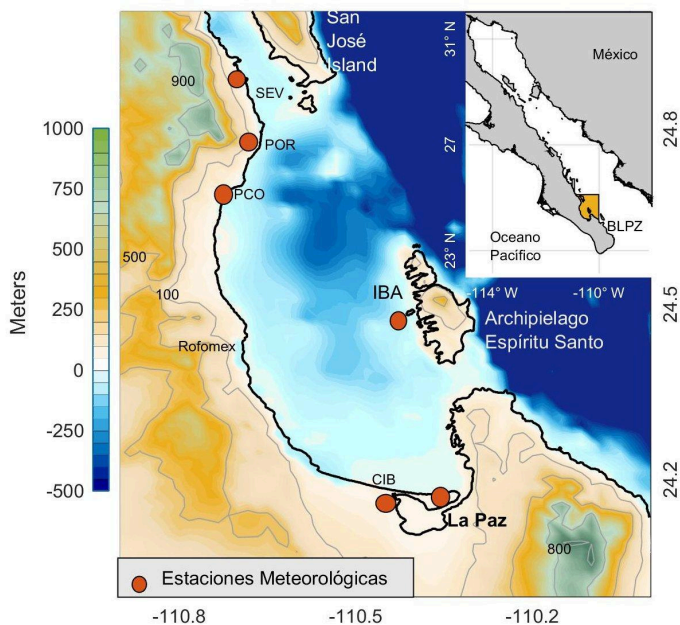 San
José
Island
900
SEV
POR
PCO
500
100
IBA
Rofomex
Archipielago
Espíritu Santo
CIB
La Paz
800
Estaciones Meteorológicas
Meters
1000
750
500
250
0
-250
-500
-110.8
-110.5
-110.2
24.8
24.5
24.2
31° N
27
23° N
México
BLPZ
Oceano
Pacífico
-114° W
-110° W